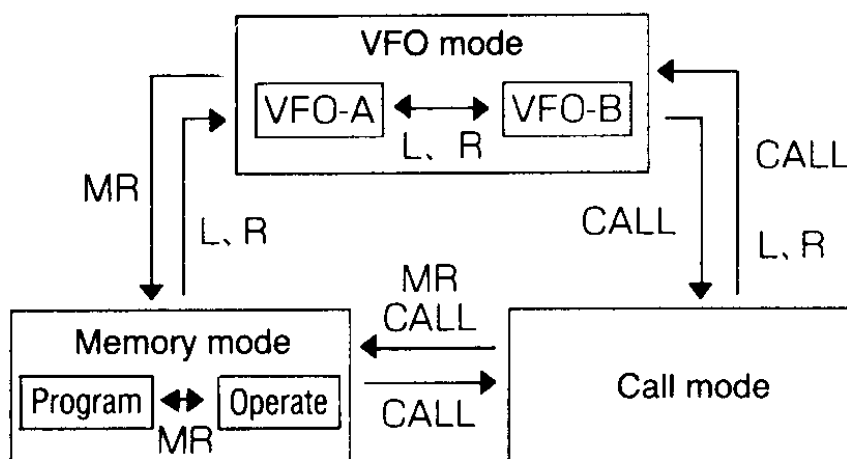 VFO mode
VFO-A
VFO-B
L、R
MR
L、R
CALL
CALL
L、R
MR
CALL
CALL
Memory mode
Program
Operate
MR
Call mode